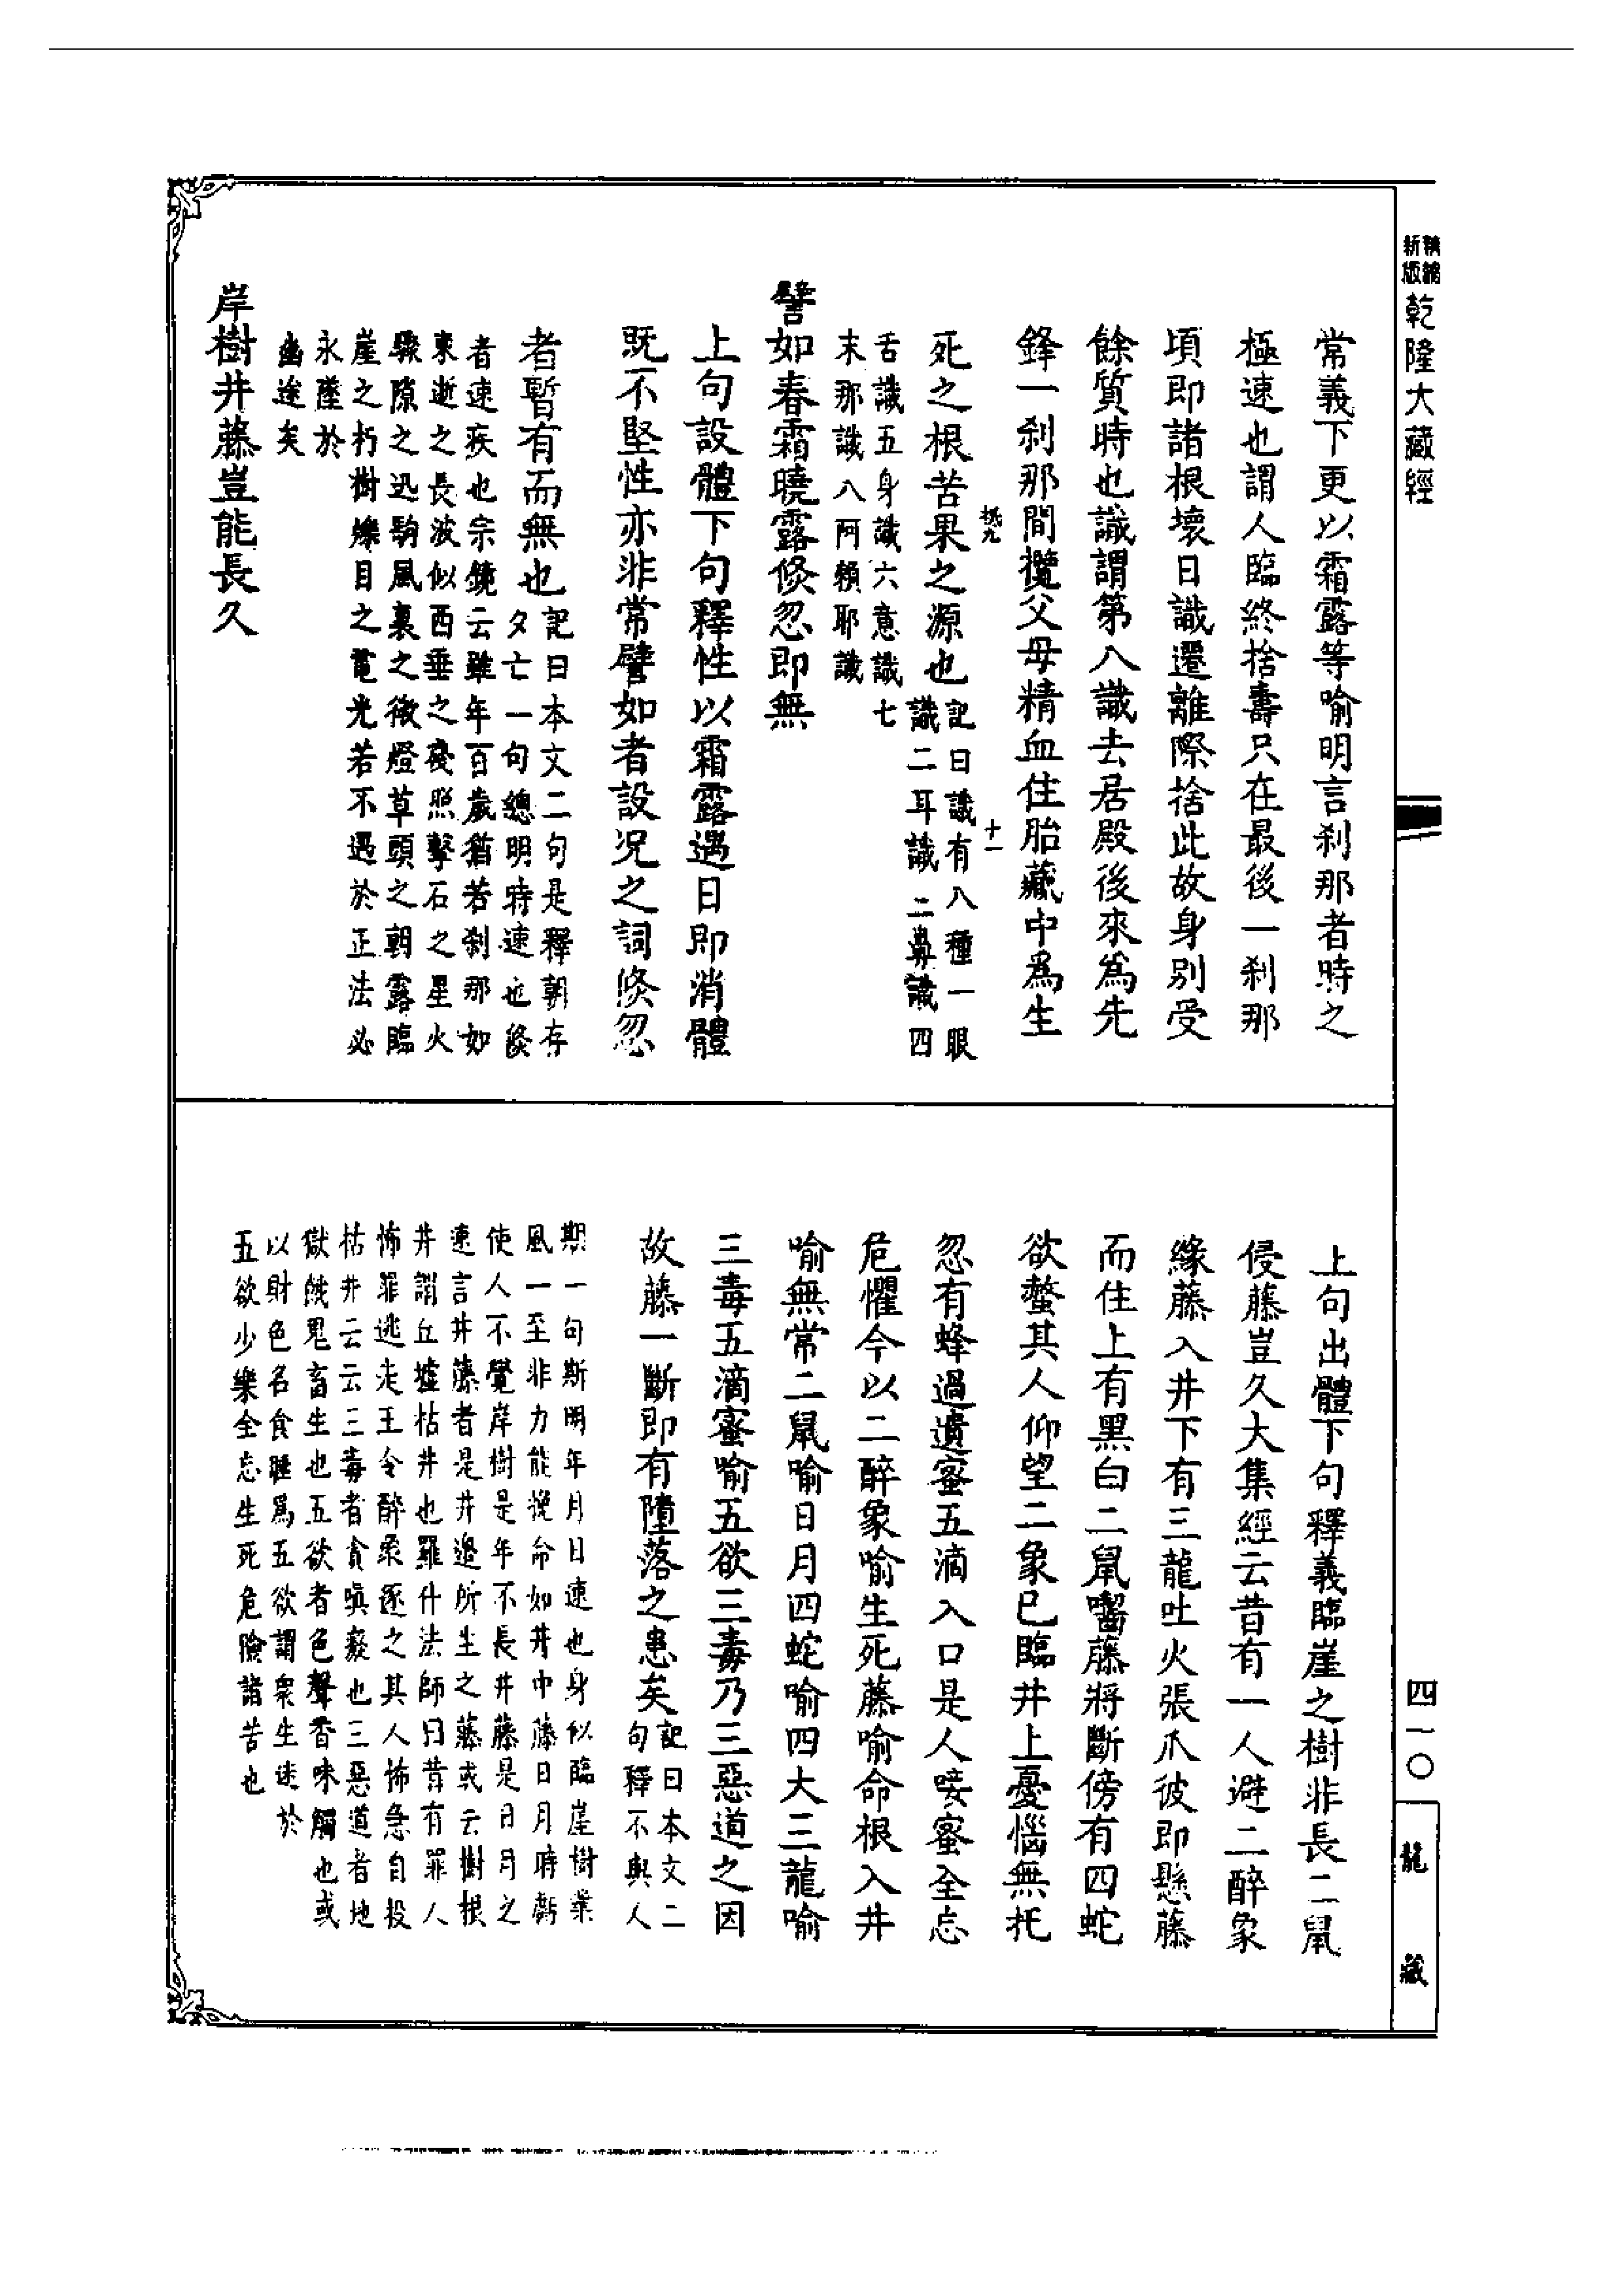 精縮
新版
乾隆大藏經
常義下更以霜露等喻明言刹那者時之
極速也謂人臨終捨壽只在最後一刹那
頃即諸根壞日識遷離際捨此故身別受
餘質時也識謂第八識去居殿後來爲先
鋒一刹那間攬父母精血住胎藏中爲生
死之根苦果之源也
記曰識有八種一眼
識二耳識三鼻識四
舌識五身識六意識七
末那識八阿賴耶識
十一
譬如春霜曉露倏忽即無
上句設體下句釋性以霜露遇日即消體
既不堅性亦非常譬如者設況之詞倏忽
者暫有而無也
記曰本文二句是釋朝存
夕亡一句總明時速也倏
者速疾也宗鏡云雖年百歲猶若刹那如
東逝之長波似西垂之殘照擊石之星火
驟隙之迅駒風裏之微燈草頭之朝露臨
崖之朽樹爍目之電光若不遇於正法必
永墜於
幽途矣
岸樹井藤豈能長久
上句出體下句釋義臨崖之樹非長二鼠
侵藤豈久大集經云昔有一人避二醉象
緣藤入井下有三龍吐火張爪彼即懸藤
而住上有黑白二鼠嚙藤將斷傍有四蛇
欲螫其人仰望二象已臨井上憂惱無托
忽有蜂過遺蜜五滴入口是人唼蜜全忘
危懼今以二醉象喻生死藤喻命根入井
喻無常二鼠喻日月四蛇喻四大三龍喻
三毒五滴蜜喻五欲三毒乃三惡道之因
故藤一斷即有墮落之患矣
記曰本文二
句釋不與人
期一句斯明年月日速也身似臨崖樹業
風一至非力能挽命如井中藤日月時齧
使人不覺岸樹是年不長井藤是日月之
速言井藤者是井邊所生之藤或云樹根
井謂丘墟枯井也羅什法師曰昔有罪人
怖罪逃走王令醉象逐之其人怖急自投
枯井云云三毒者貪嗔癡也三惡道者地
獄餓鬼畜生也五欲者色聲香味觸也或
以財色名食睡爲五欲謂衆生迷於
五欲少樂全忘生死危險諸苦也
四一〇
龍
藏